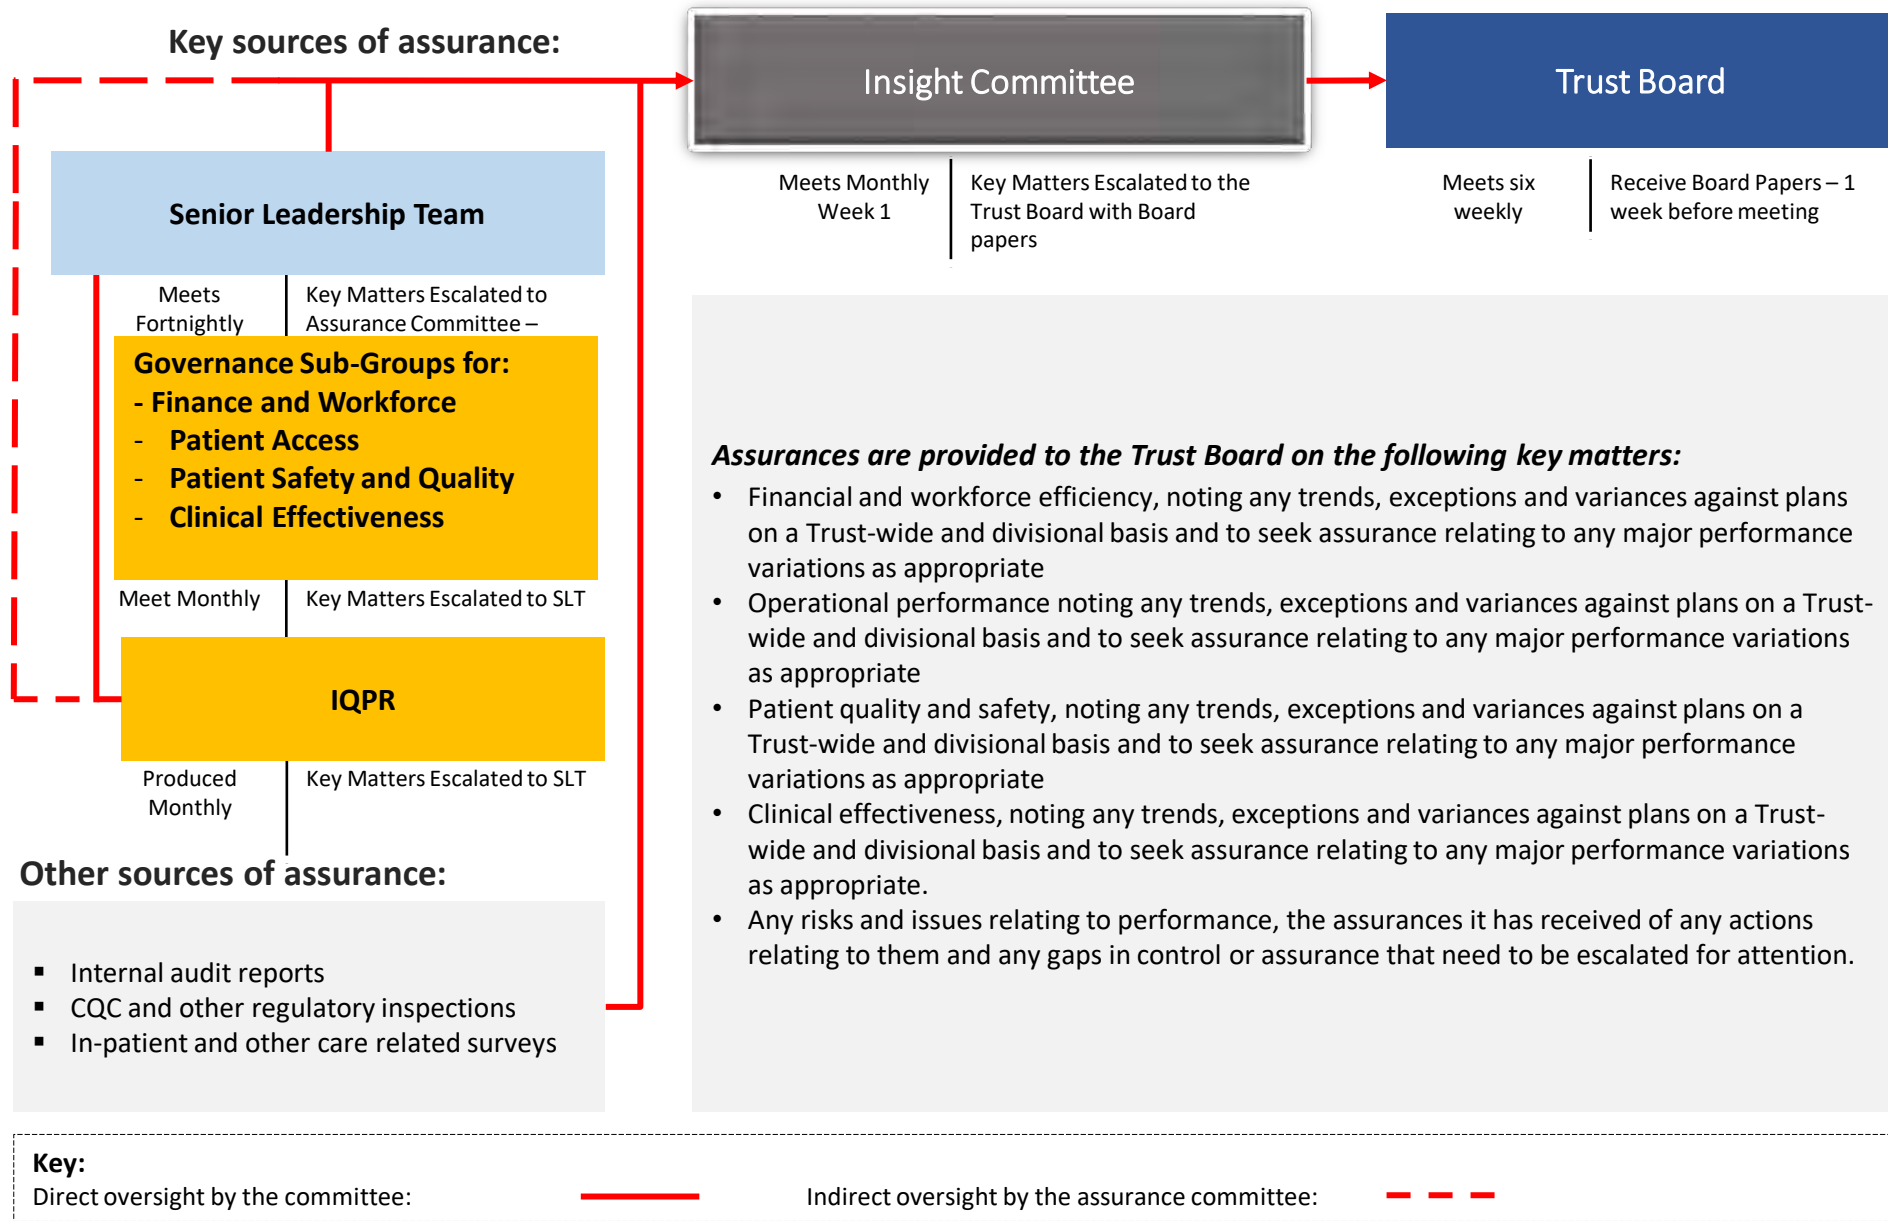 Key sources of assurance:
Insight Committee
Trust Board
Meets Monthly
Week 1
Key Matters Escalated to the
Trust Board with Board
papers
Meets six
weekly
Receive Board Papers – 1
week before meeting
Senior Leadership Team
Meets
Fortnightly
Key Matters Escalated to
Assurance Committee –
Governance Sub-Groups for:
- Finance and Workforce
- Patient Access
- Patient Safety and Quality
- Clinical Effectiveness
Meet Monthly
Key Matters Escalated to SLT
IQPR
Produced
Monthly
Key Matters Escalated to SLT
Other sources of assurance:
▪ Internal audit reports
▪ CQC and other regulatory inspections
▪ In-patient and other care related surveys
Assurances are provided to the Trust Board on the following key matters:
• Financial and workforce efficiency, noting any trends, exceptions and variances against plans
on a Trust-wide and divisional basis and to seek assurance relating to any major performance
variations as appropriate
• Operational performance noting any trends, exceptions and variances against plans on a Trust-
wide and divisional basis and to seek assurance relating to any major performance variations
as appropriate
• Patient quality and safety, noting any trends, exceptions and variances against plans on a
Trust-wide and divisional basis and to seek assurance relating to any major performance
variations as appropriate
• Clinical effectiveness, noting any trends, exceptions and variances against plans on a Trust-
wide and divisional basis and to seek assurance relating to any major performance variations
as appropriate.
• Any risks and issues relating to performance, the assurances it has received of any actions
relating to them and any gaps in control or assurance that need to be escalated for attention.
Key:
Direct oversight by the committee:
Indirect oversight by the assurance committee: